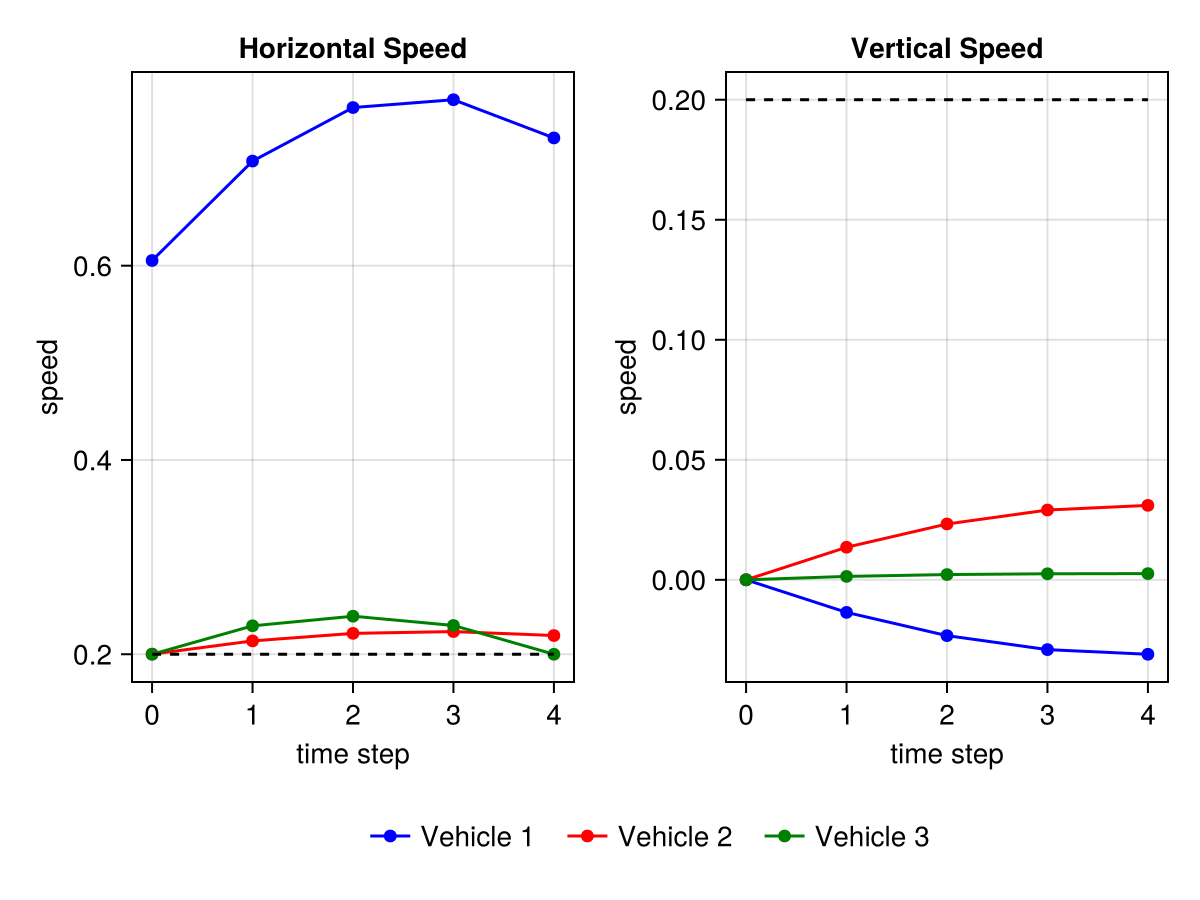 Horizontal Speed
speed
0.6
0.4
0.2
0 1 2 3 4
time step
Vertical Speed
speed
0.20
0.15
0.10
0.05
0.00
0 1 2 3 4
time step
Vehicle 1 Vehicle 2 Vehicle 3